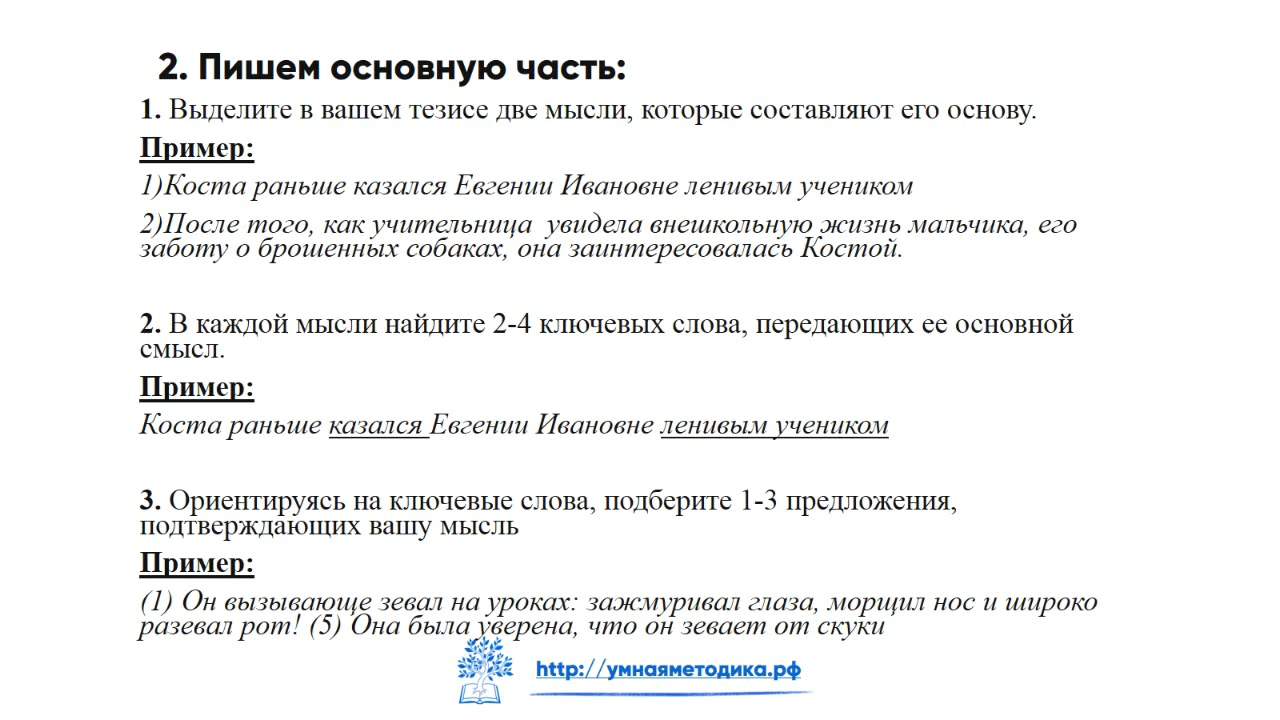 2. Пишем основную часть:
1. Выделите в вашем тезисе две мысли, которые составляют его основу.
Пример:
1)Коста раньше казался Евгении Ивановне ленивым учеником
2)После того, как учительница  увидела внешкольную жизнь мальчика, его
заботу о брошенных собаках, она заинтересовалась Костой.
2. В каждой мысли найдите 2-4 ключевых слова, передающих ее основной
смысл.
Пример:
Коста раньше казался Евгении Ивановне ленивым учеником
3. Ориентируясь на ключевые слова, подберите 1-3 предложения,
подтверждающих вашу мысль
Пример:
(1) Он вызывающе зевал на уроках: зажмуривал глаза, морщил нос и широко
разевал рот! (5) Она была уверена, что он зевает от скуки
http://умнаяметодика.рф